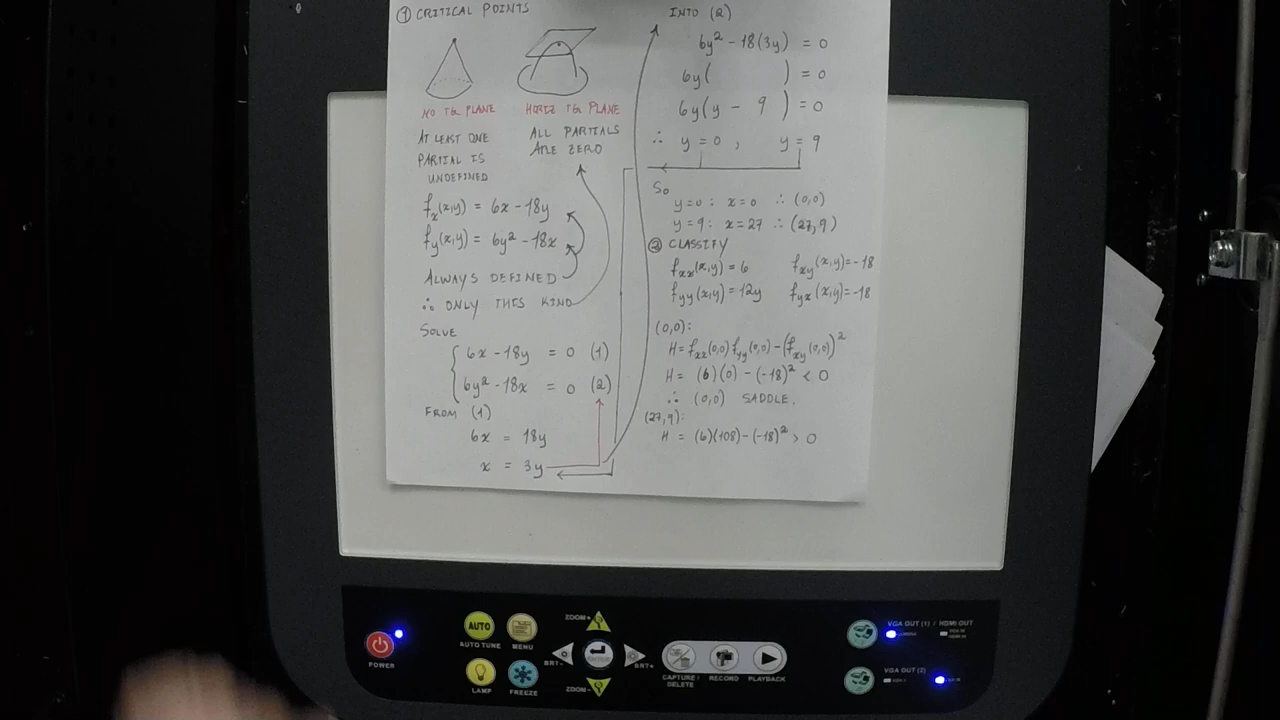 ① CRITICAL POINTS
NO TG PLANE
HORIZ TG PLANE
AT LEAST ONE
PARTIAL IS
UNDEFINED
ALL PARTIALS
ARE ZERO
fx(x,y) = 6x - 18y
fy(x,y) = 6y² - 18x
ALWAYS DEFINED
∴ ONLY THIS KIND
SOLVE
6x - 18y = 0 (1)
6y² - 18x = 0 (2)
FROM (1)
6x = 18y
x = 3y
INTO (2)
6y² - 18(3y) = 0
6y( ) = 0
6y(y - 9 ) = 0
∴ y = 0 , y = 9
So
y=0 : x=0 ∴ (0,0)
y=9: x=27 ∴ (27,9)
② CLASSIFY
fxx(x,y) = 6 fxy(x,y) = -18
fyy(x,y) = 12y fyx(x,y) = -18
(0,0):
H = fxx(0,0) fyy(0,0) - (fxy(0,0))²
H = (6)(0) - (-18)² < 0
∴ (0,0) SADDLE.
(27,9):
H = (6)(108) - (-18)² > 0
POWER
AUTO
AUTO TUNE
MENU
LAMP
FREEZE
ZOOM+
BRT-
ENTER
BRT+
ZOOM-
CAPTURE / DELETE
RECORD
PLAYBACK
VGA OUT (1) / HDMI OUT
VGA OUT (2)